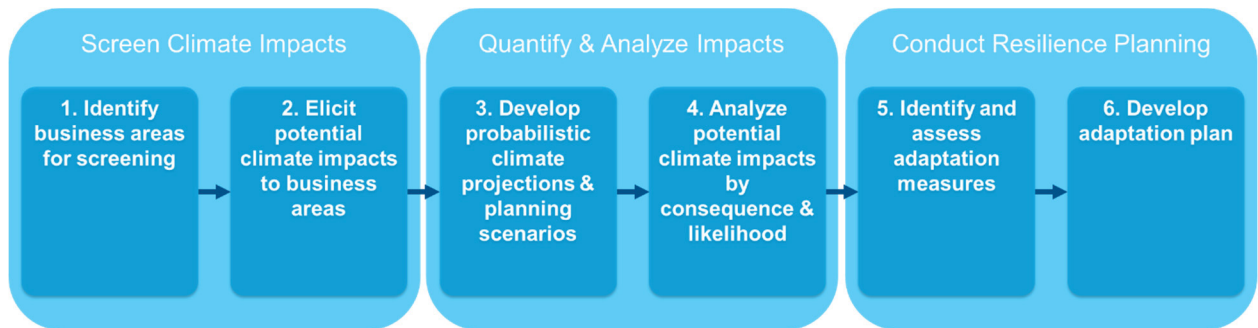 Screen Climate Impacts
1. Identify
business areas
for screening
2. Elicit
potential
climate impacts
to business
areas
Quantify & Analyze Impacts
3. Develop
probabilistic
climate
projections &
planning
scenarios
4. Analyze
potential
climate impacts
by
consequence &
likelihood
Conduct Resilience Planning
5. Identify and
assess
adaptation
measures
6. Develop
adaptation plan